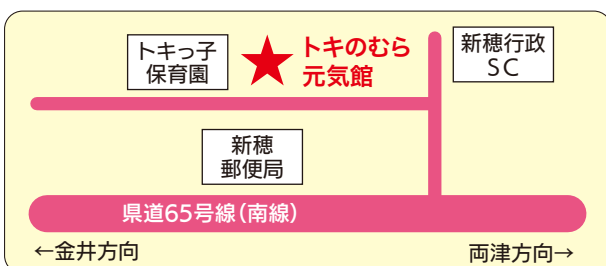 トキっ子
保育園
トキのむら
元気館
新穂行政
SC
新穂
郵便局
県道65号線(南線)
←金井方向
両津方向→